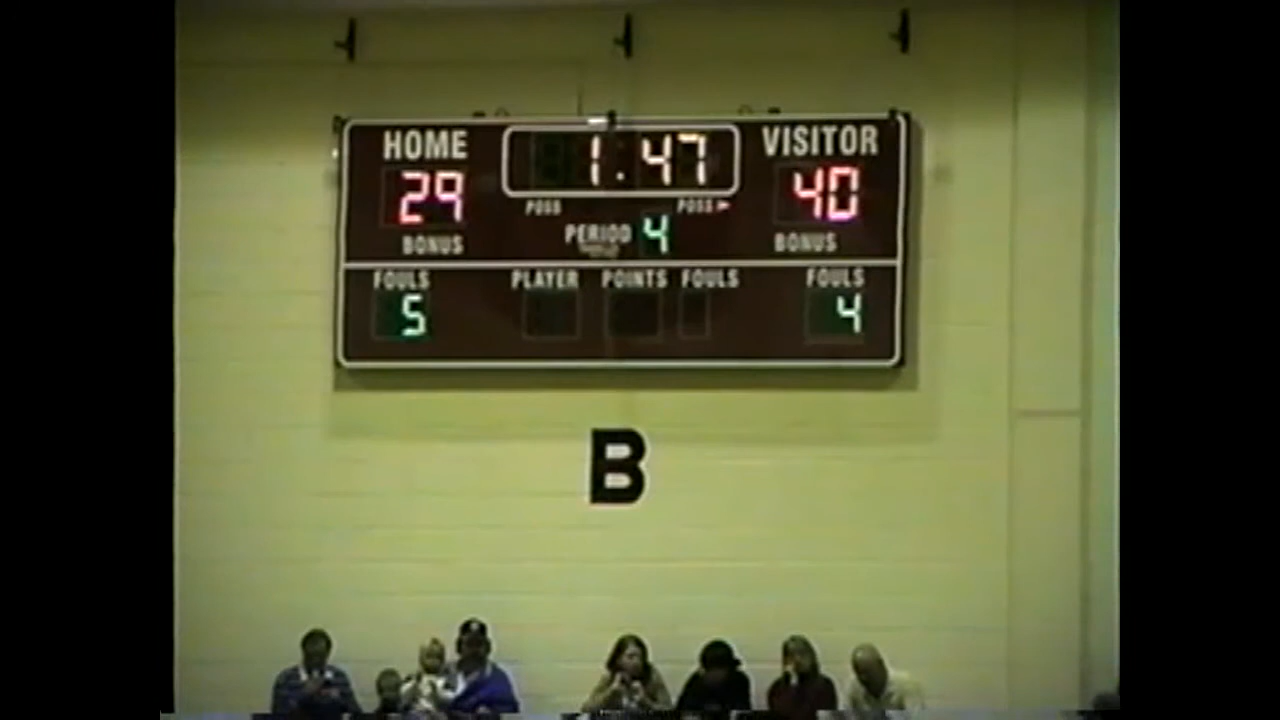 HOME 1.47 VISITOR
29 40
POSS POSS
PERIOD 4
BONUS BONUS
FOULS PLAYER POINTS FOULS FOULS
5 4
B